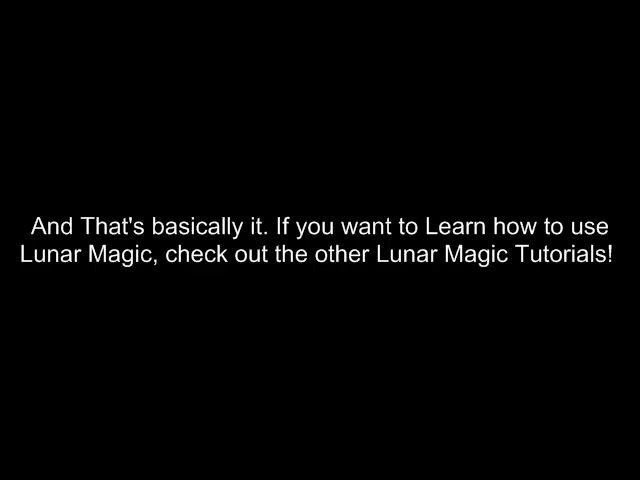 And That's basically it. If you want to Learn how to use
Lunar Magic, check out the other Lunar Magic Tutorials!